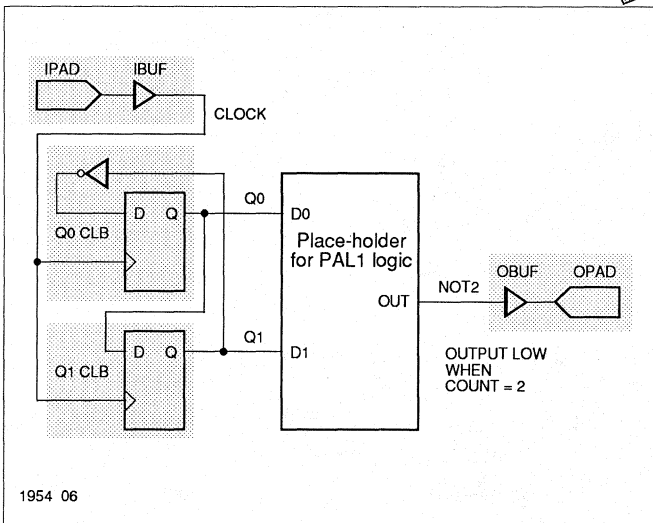 IPAD
IBUF
CLOCK
D
Q
Q0 CLB
Q0
D0
Place-holder
for PAL1 logic
OUT
NOT2
OBUF
OPAD
D
Q
Q1 CLB
Q1
D1
OUTPUT LOW
WHEN
COUNT = 2
1954 06